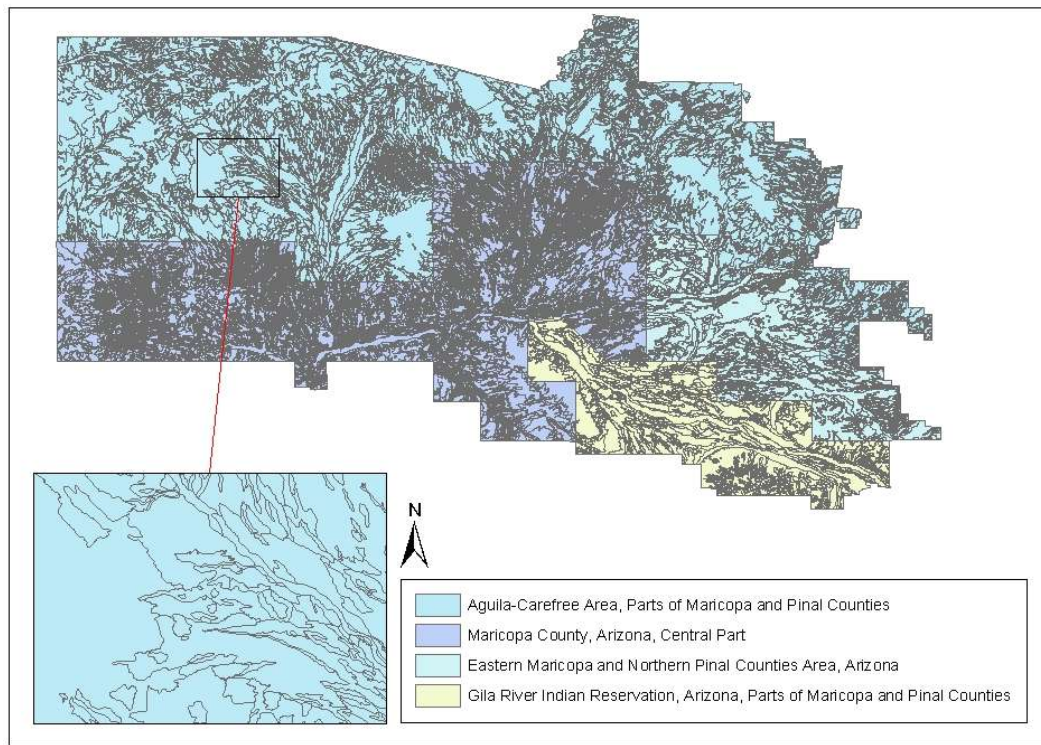 N
Aguila-Carefree Area, Parts of Maricopa and Pinal Counties
Maricopa County, Arizona, Central Part
Eastern Maricopa and Northern Pinal Counties Area, Arizona
Gila River Indian Reservation, Arizona, Parts of Maricopa and Pinal Counties